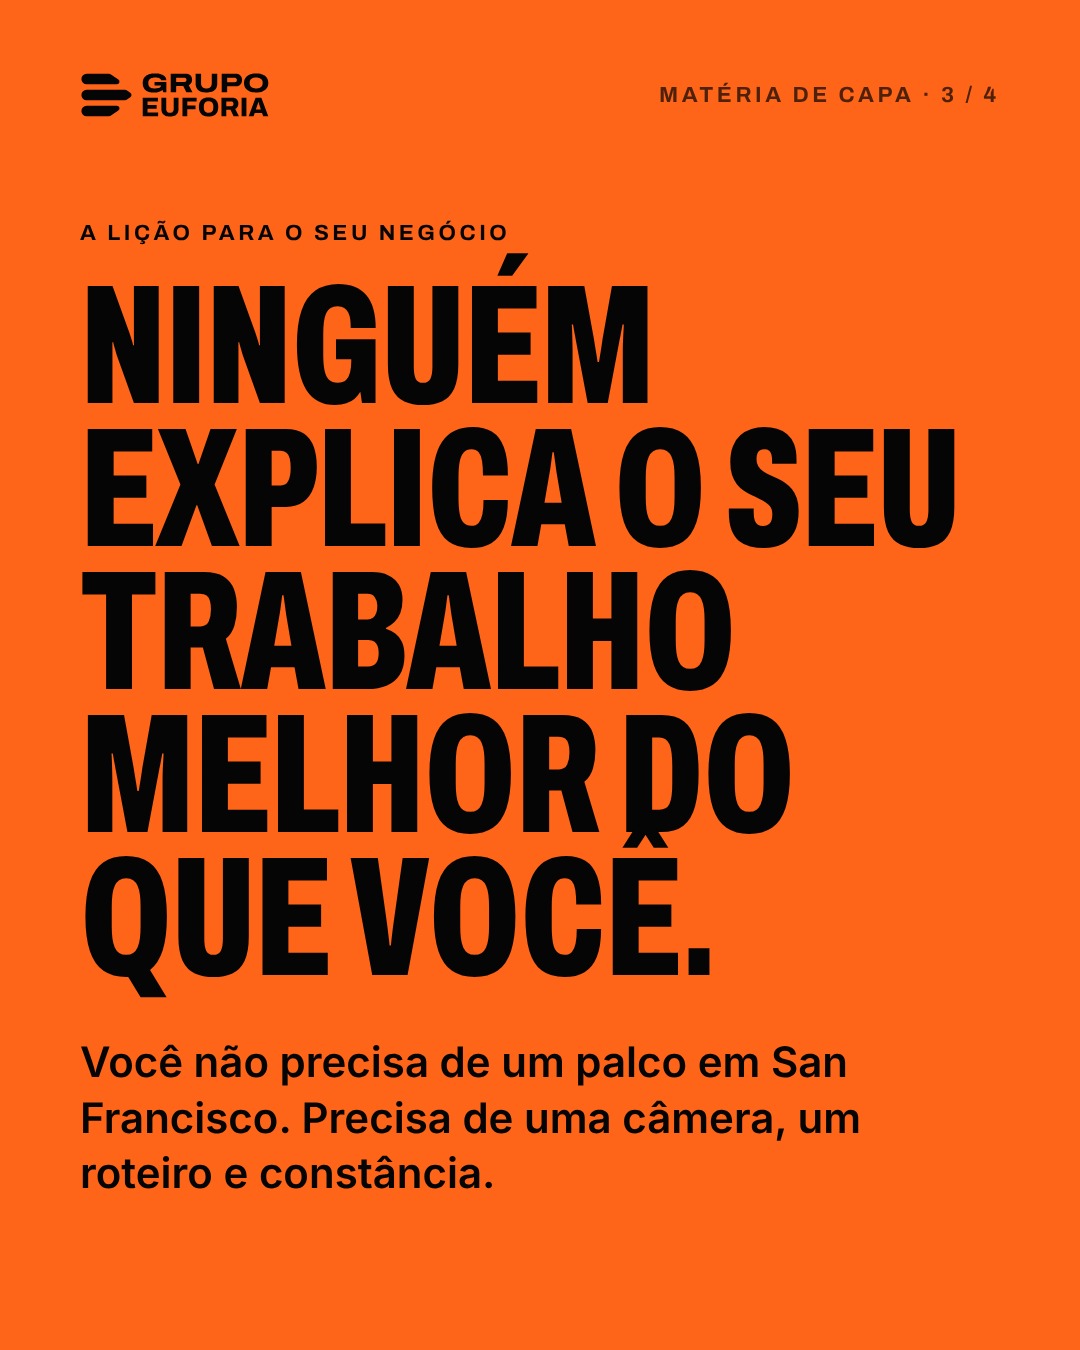 GRUPO
EUFORIA
MATÉRIA DE CAPA · 3 / 4
A LIÇÃO PARA O SEU NEGÓCIO
NINGUÉM
EXPLICA O SEU
TRABALHO
MELHOR DO
QUE VOCÊ.
Você não precisa de um palco em San
Francisco. Precisa de uma câmera, um
roteiro e constância.